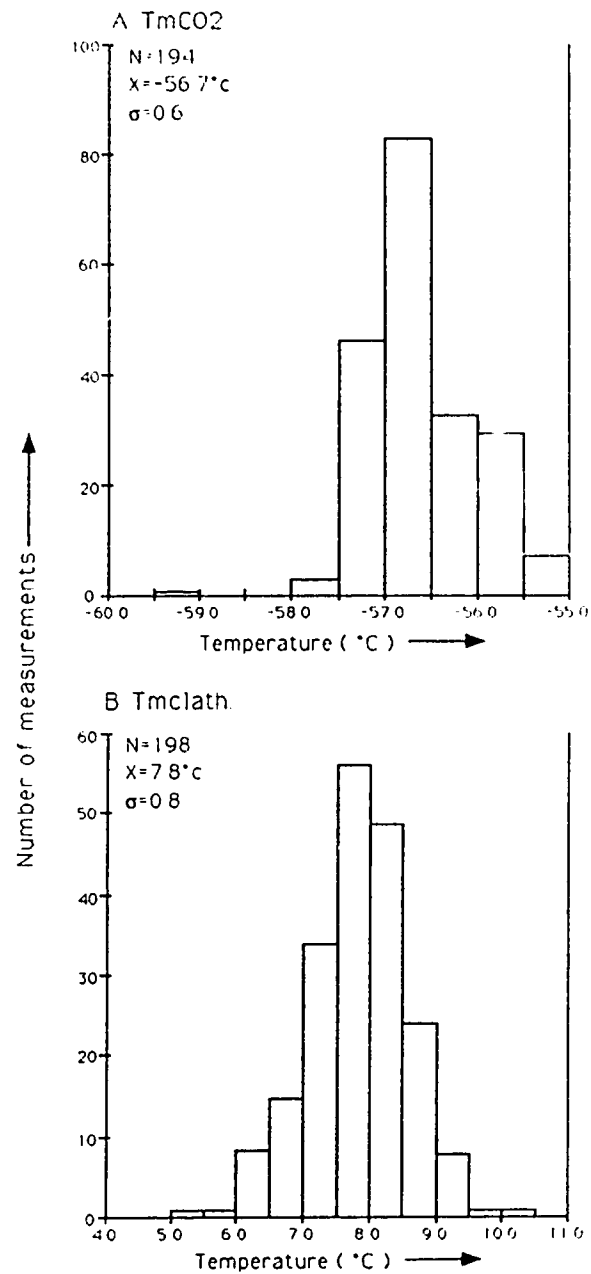 A TmCO2
N=194
X=-56 7°c
σ=0 6
100
80
60
40
20
0
-60 0 -59 0 -58 0 -57 0 -56 0 -55 0
Temperature ( °C )
Number of measurements
B Tmclath.
N=198
X=7 8°c
σ=0 8
60
50
40
30
20
10
0
4 0 5 0 6 0 7 0 8 0 9 0 10 0 11 0
Temperature ( °C )